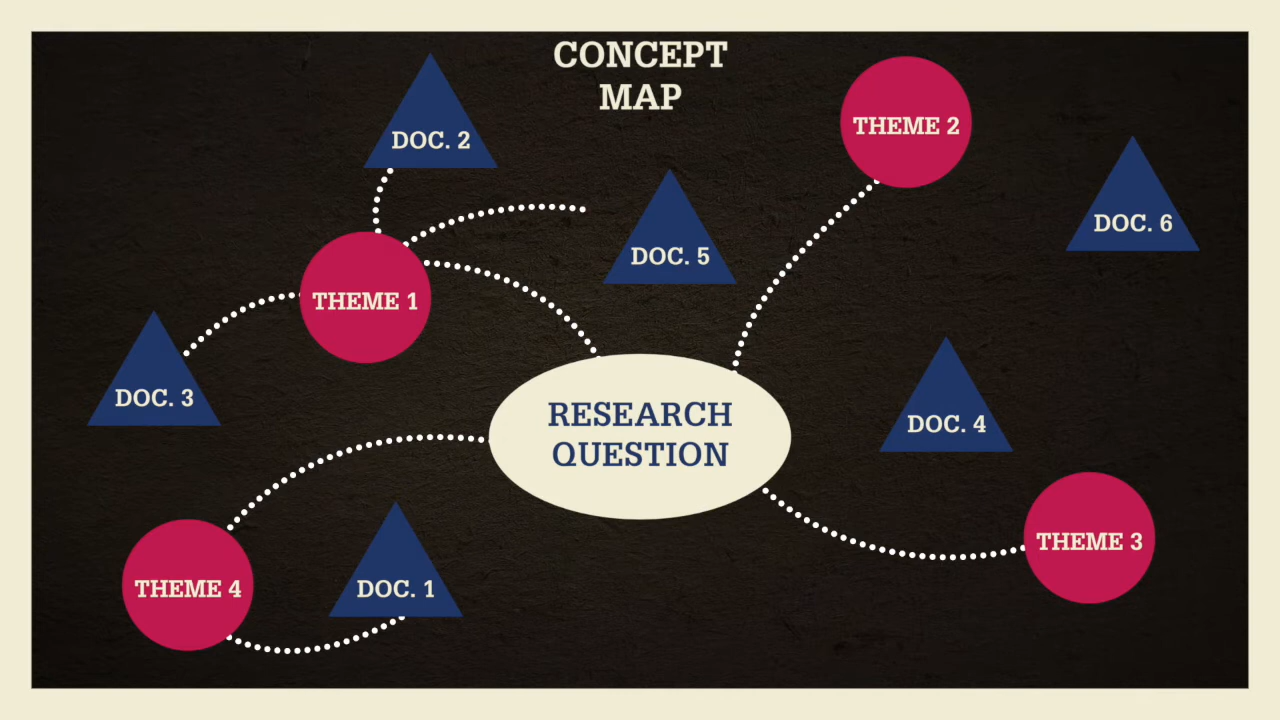 CONCEPT
MAP
THEME 2
DOC. 2
DOC. 6
DOC. 5
THEME 1
DOC. 3
RESEARCH
QUESTION
DOC. 4
THEME 3
THEME 4
DOC. 1